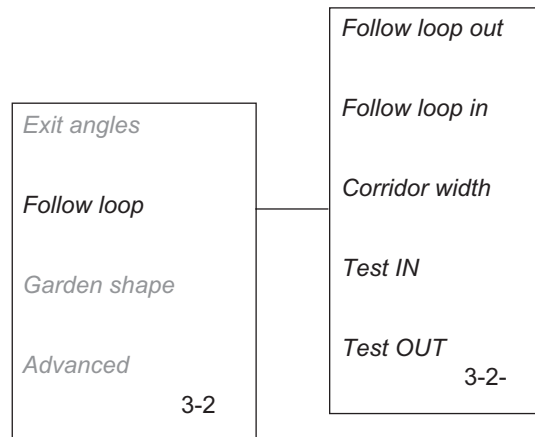 Exit angles
Follow loop
Garden shape
Advanced
3-2
Follow loop out
Follow loop in
Corridor width
Test IN
Test OUT
3-2-